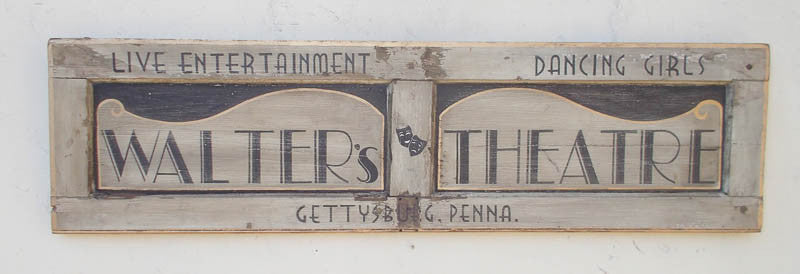 LIVE ENTERTAINMENT DANCING GIRLS
WALTER's THEATRE
GETTYSBURG, PENNA.